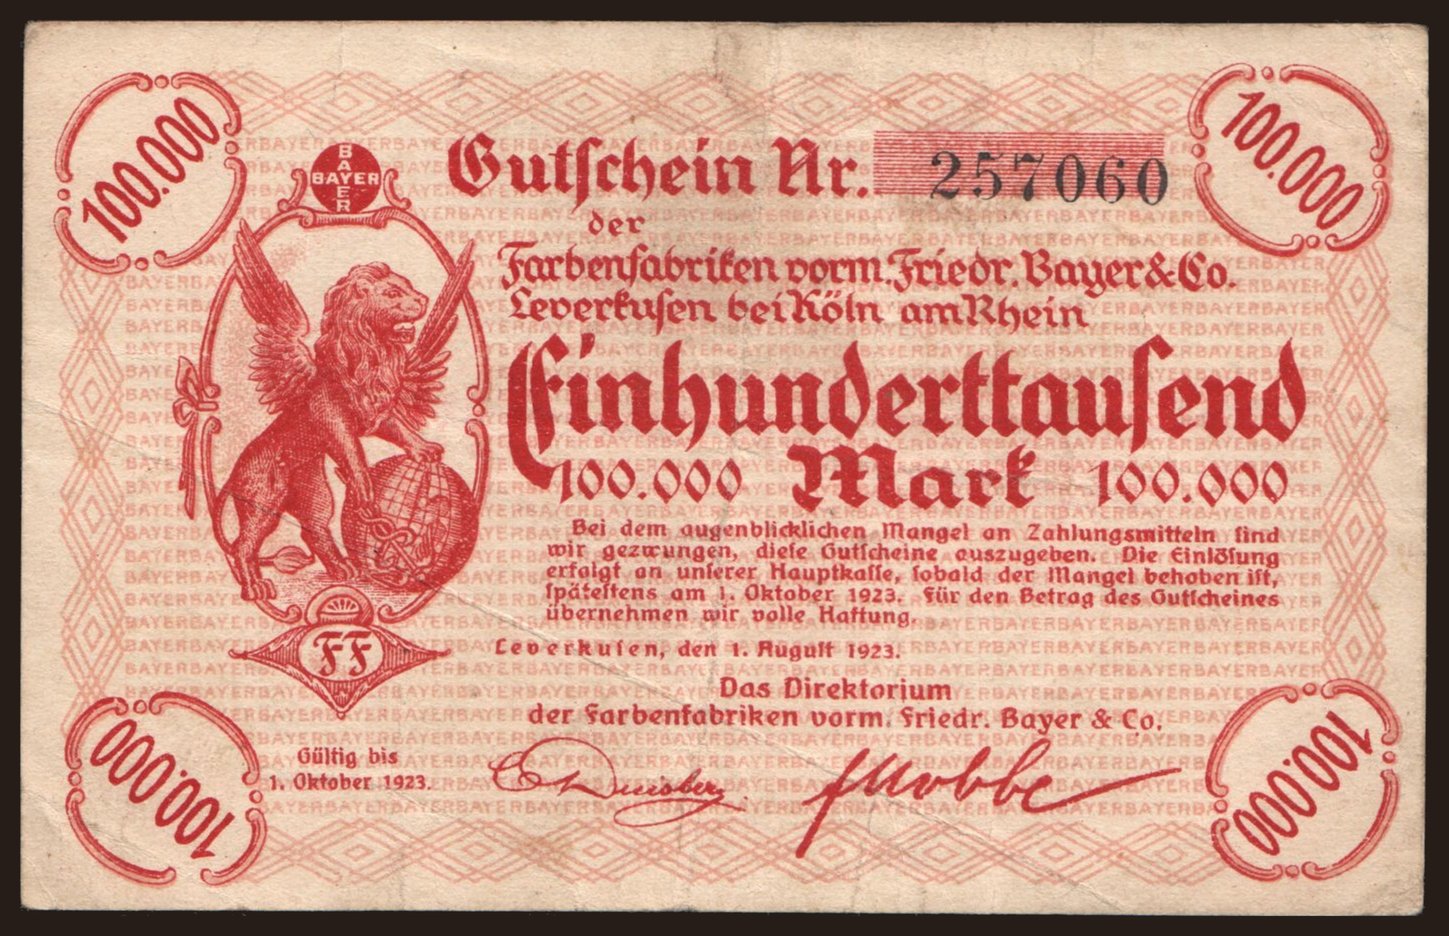 100.000
100.000
BAYER
BAYER
Gutschein Nr. 257060
der
Farbenfabriken vorm. Friedr. Bayer & Co.
Leverkusen bei Köln am Rhein
Einhunderttausend
100.000 Mark 100.000
Bei dem augenblicklichen Mangel an Zahlungsmitteln sind
wir gezwungen, diese Gutscheine auszugeben. Die Einlösung
erfolgt an unserer Hauptkasse, sobald der Mangel behoben ist,
spätestens am 1. Oktober 1923. Für den Betrag des Gutscheines
übernehmen wir volle Haftung.
FF
Leverkusen, den 1. August 1923.
Das Direktorium
der Farbenfabriken vorm. Friedr. Bayer & Co.
Gültig bis
1. Oktober 1923.
C Duisberg
100.000
100.000